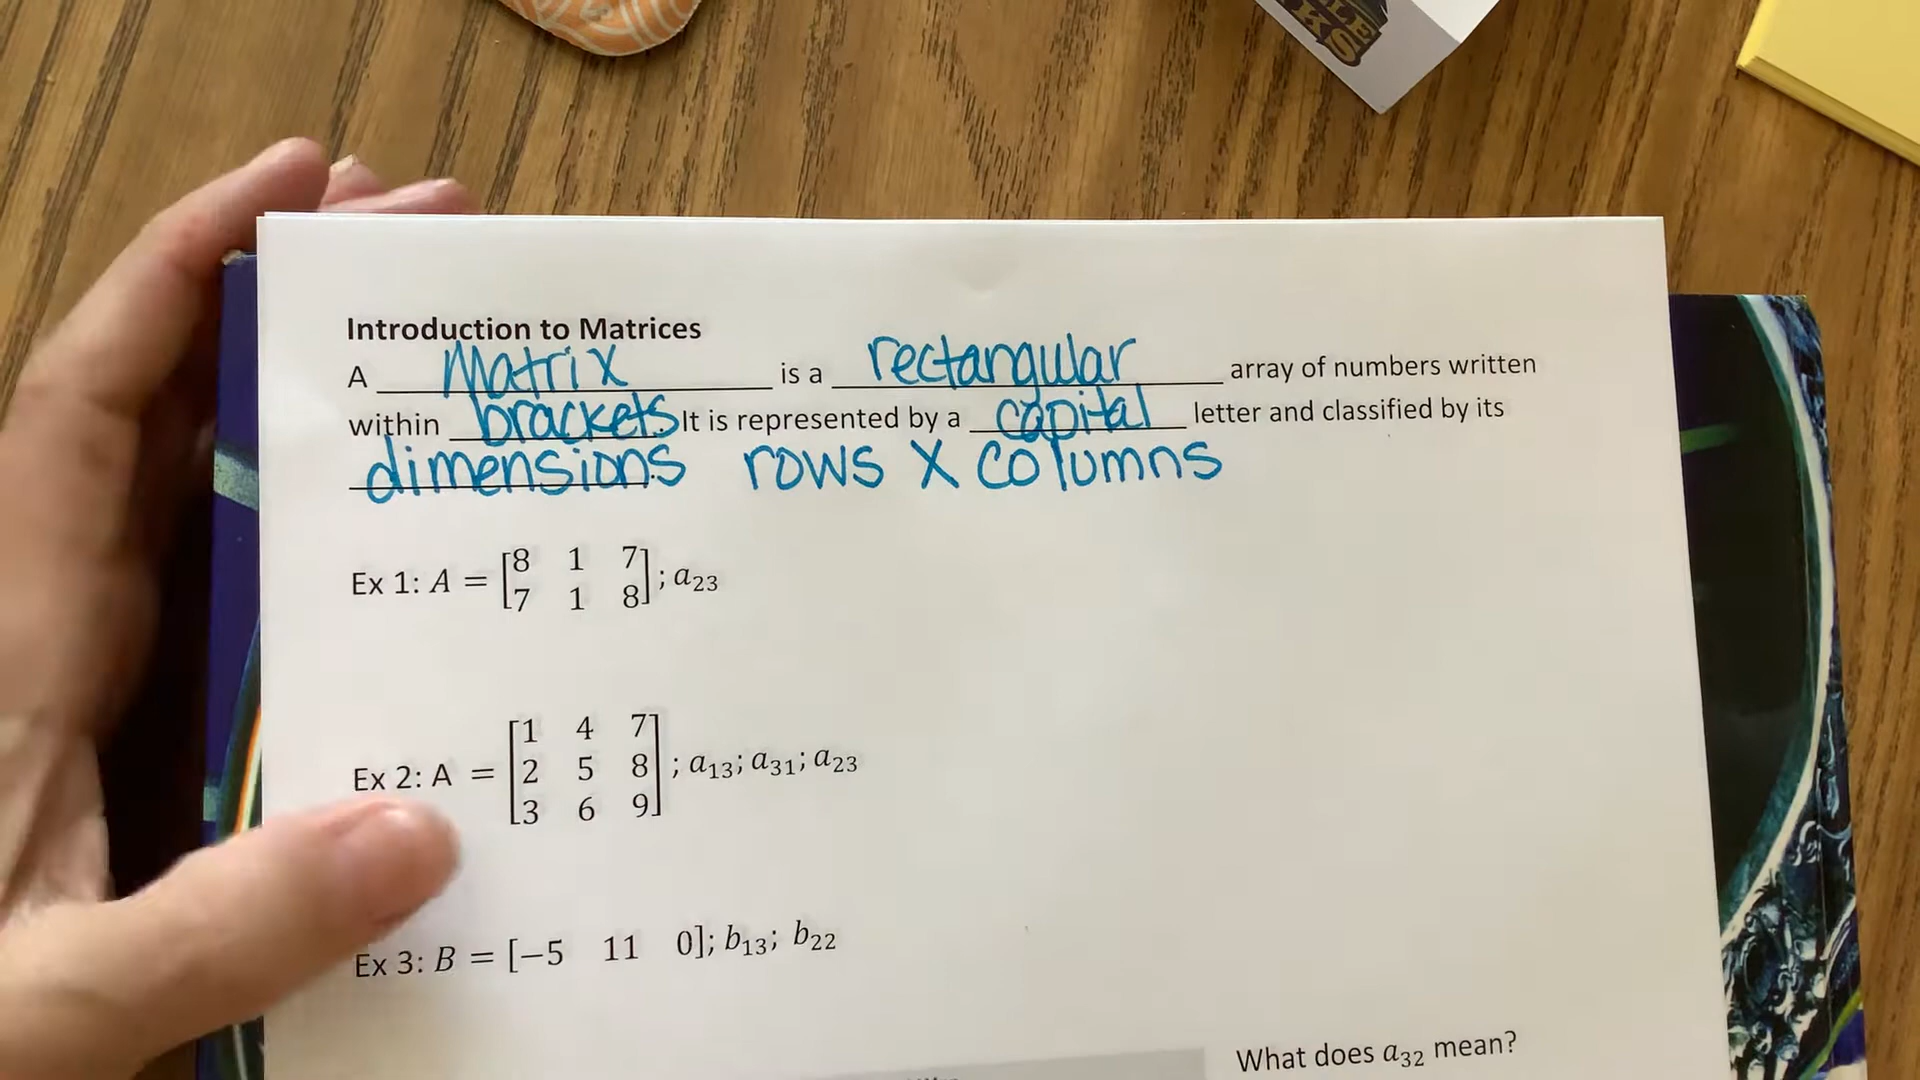 Introduction to Matrices
A Matrix is a rectangular array of numbers written
within brackets. It is represented by a capital letter and classified by its
dimensions. rows X columns
Ex 1: A = [8 1 7
7 1 8]; a₂₃
Ex 2: A = [1 4 7
2 5 8
3 6 9]; a₁₃; a₃₁; a₂₃
Ex 3: B = [−5 11 0]; b₁₃; b₂₂
What does a₃₂ mean?